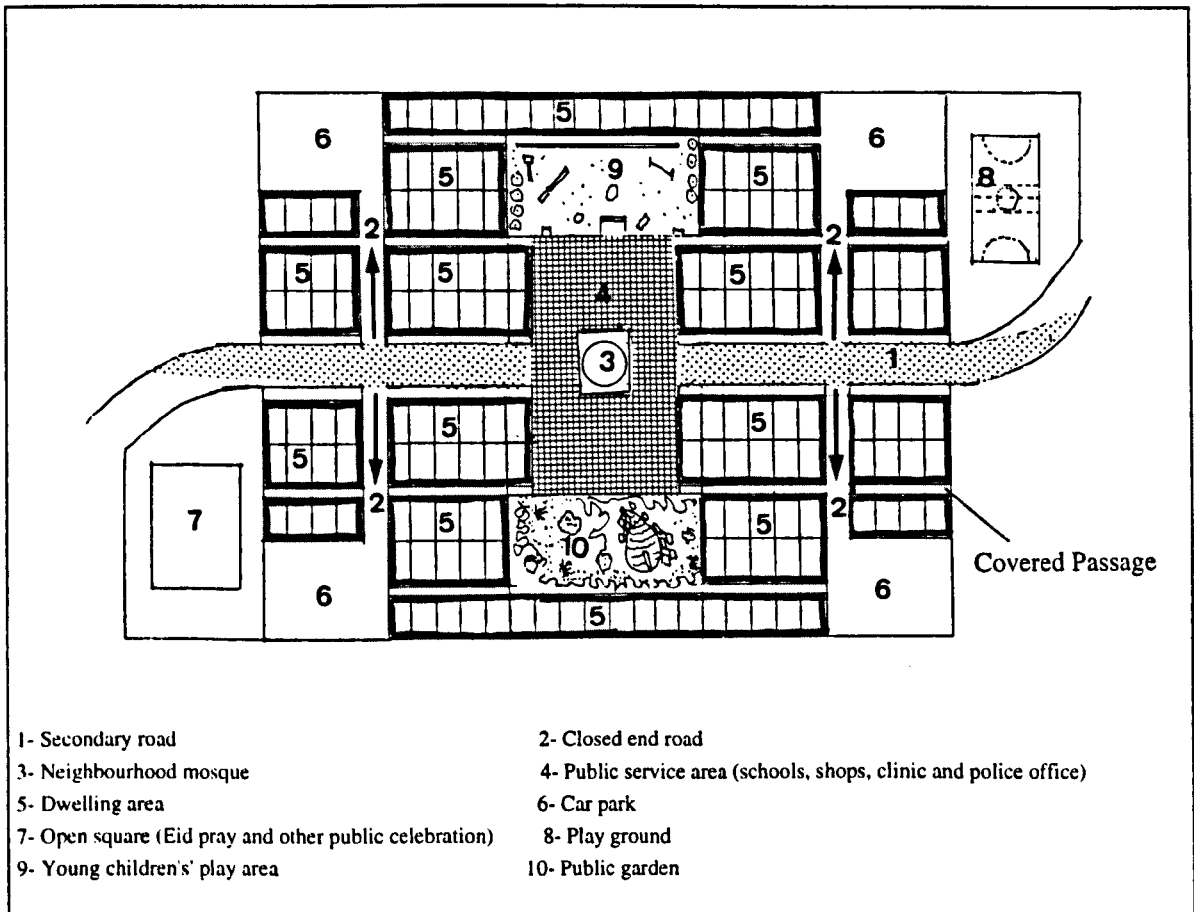 5
6 6
5 9 5 8
2 2
5 5 4 5
3 1
5 5 5
2 2
7 5 10 5
Covered Passage
6 6
5
1- Secondary road
2- Closed end road
3- Neighbourhood mosque
4- Public service area (schools, shops, clinic and police office)
5- Dwelling area
6- Car park
7- Open square (Eid pray and other public celebration)
8- Play ground
9- Young children's' play area
10- Public garden